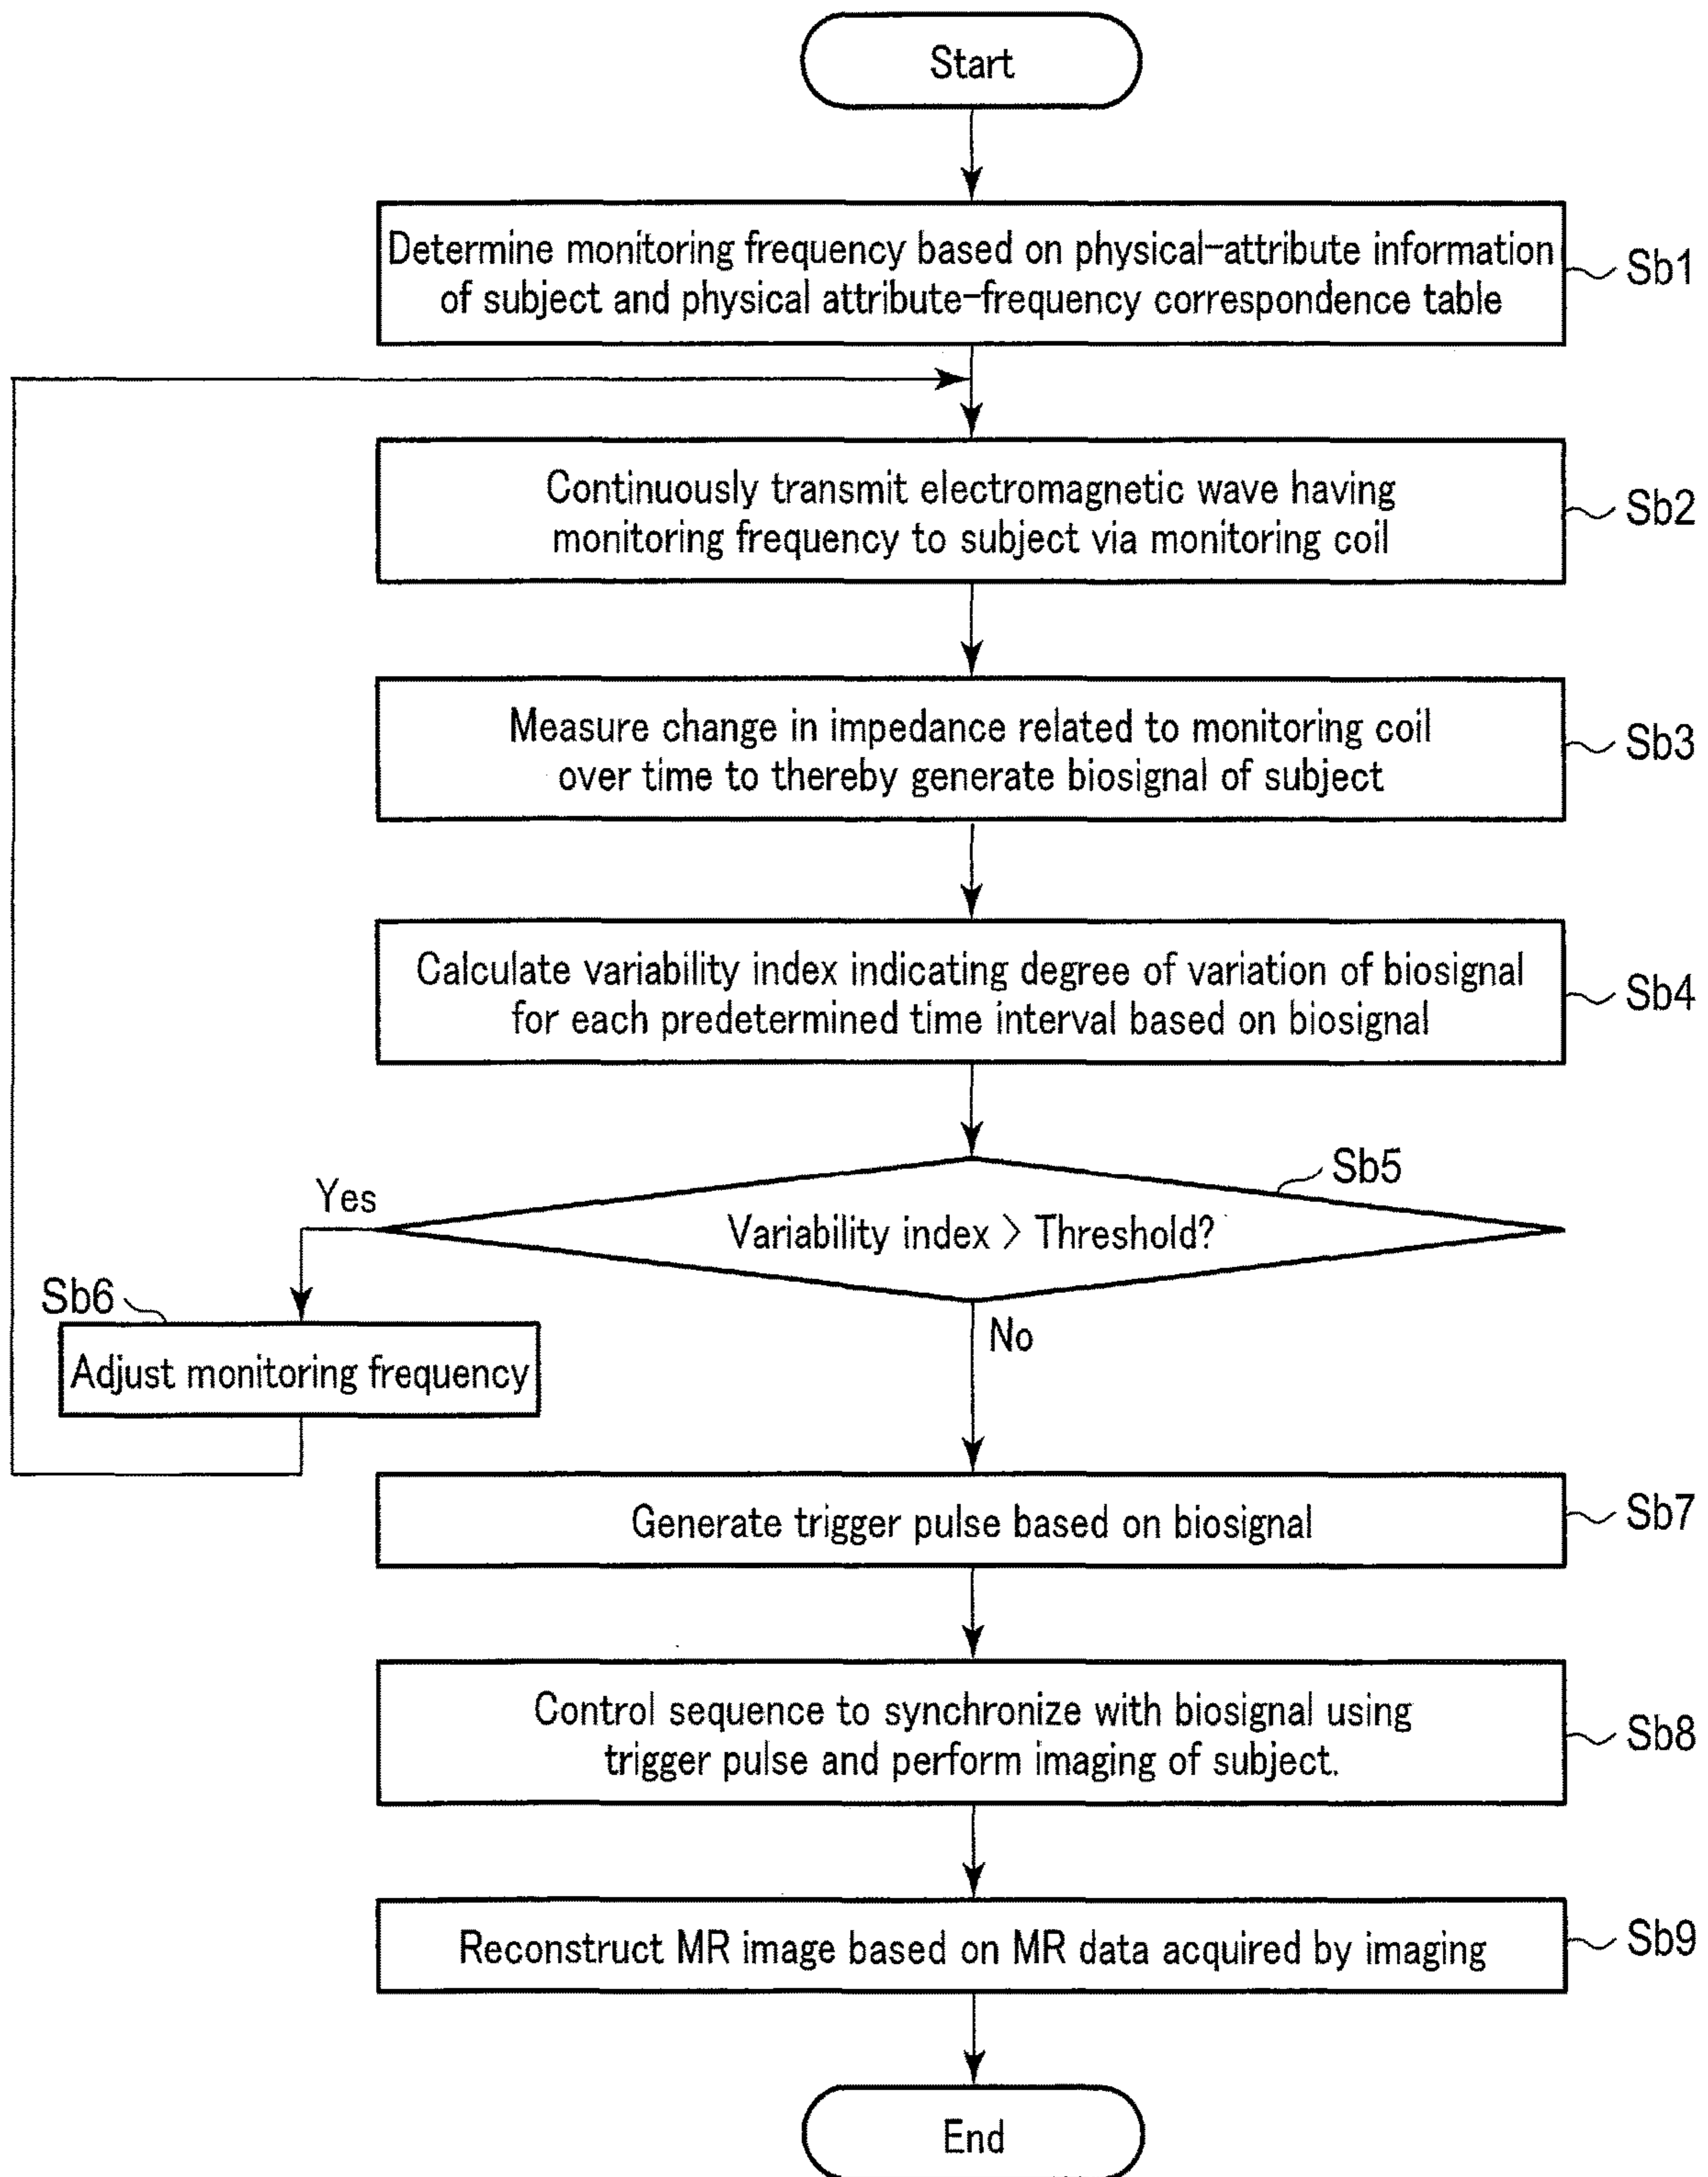 Start
Determine monitoring frequency based on physical-attribute information
of subject and physical attribute-frequency correspondence table
Sb1
Continuously transmit electromagnetic wave having
monitoring frequency to subject via monitoring coil
Sb2
Measure change in impedance related to monitoring coil
over time to thereby generate biosignal of subject
Sb3
Calculate variability index indicating degree of variation of biosignal
for each predetermined time interval based on biosignal
Sb4
Sb5
Yes
Variability index > Threshold?
Sb6
No
Adjust monitoring frequency
Generate trigger pulse based on biosignal
Sb7
Control sequence to synchronize with biosignal using
trigger pulse and perform imaging of subject.
Sb8
Reconstruct MR image based on MR data acquired by imaging
Sb9
End